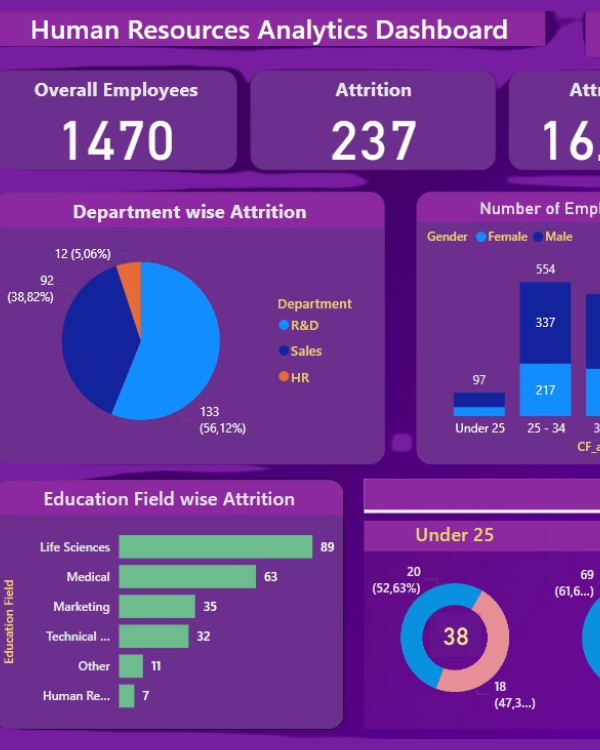 Human Resources Analytics Dashboard
Overall Employees
1470
Attrition
237
Att
16.
Department wise Attrition
12 (5,06%)
92
(38,82%)
133
(56,12%)
Department
R&D
Sales
HR
Number of Empl
Gender Female Male
97
554
337
217
Under 25
25 - 34
3
CF_a
Education Field wise Attrition
Education Field
Life Sciences 89
Medical 63
Marketing 35
Technical ... 32
Other 11
Human Re... 7
Under 25
20
(52,63%)
38
18
(47,3...)
69
(61,6...)